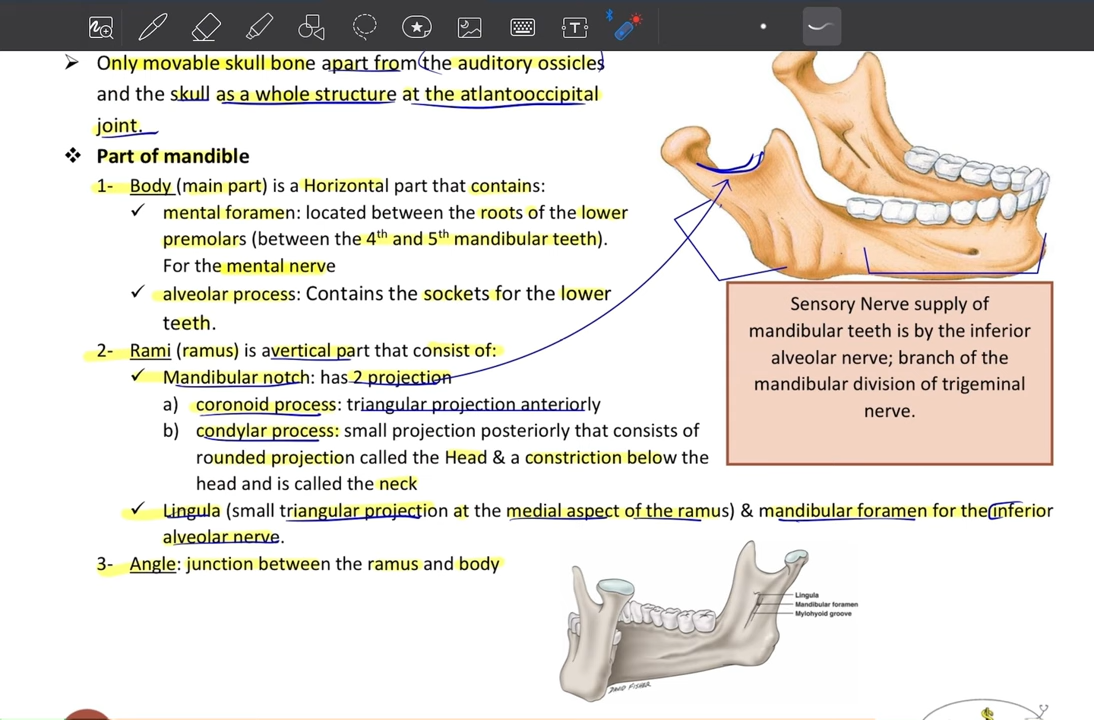 ➢ Only movable skull bone apart from the auditory ossicles
and the skull as a whole structure at the atlantooccipital
joint.
❖ Part of mandible
1- Body (main part) is a Horizontal part that contains:
✓ mental foramen: located between the roots of the lower
premolars (between the 4th and 5th mandibular teeth).
For the mental nerve
✓ alveolar process: Contains the sockets for the lower
teeth.
2- Rami (ramus) is avertical part that consist of:
✓ Mandibular notch: has 2 projection
a) coronoid process: triangular projection anteriorly
b) condylar process: small projection posteriorly that consists of
rounded projection called the Head & a constriction below the
head and is called the neck
✓ Lingula (small triangular projection at the medial aspect of the ramus) & mandibular foramen for the inferior
alveolar nerve.
3- Angle: junction between the ramus and body
Sensory Nerve supply of
mandibular teeth is by the inferior
alveolar nerve; branch of the
mandibular division of trigeminal
nerve.
Lingula
Mandibular foramen
Mylohyoid groove
DAVID FISHER